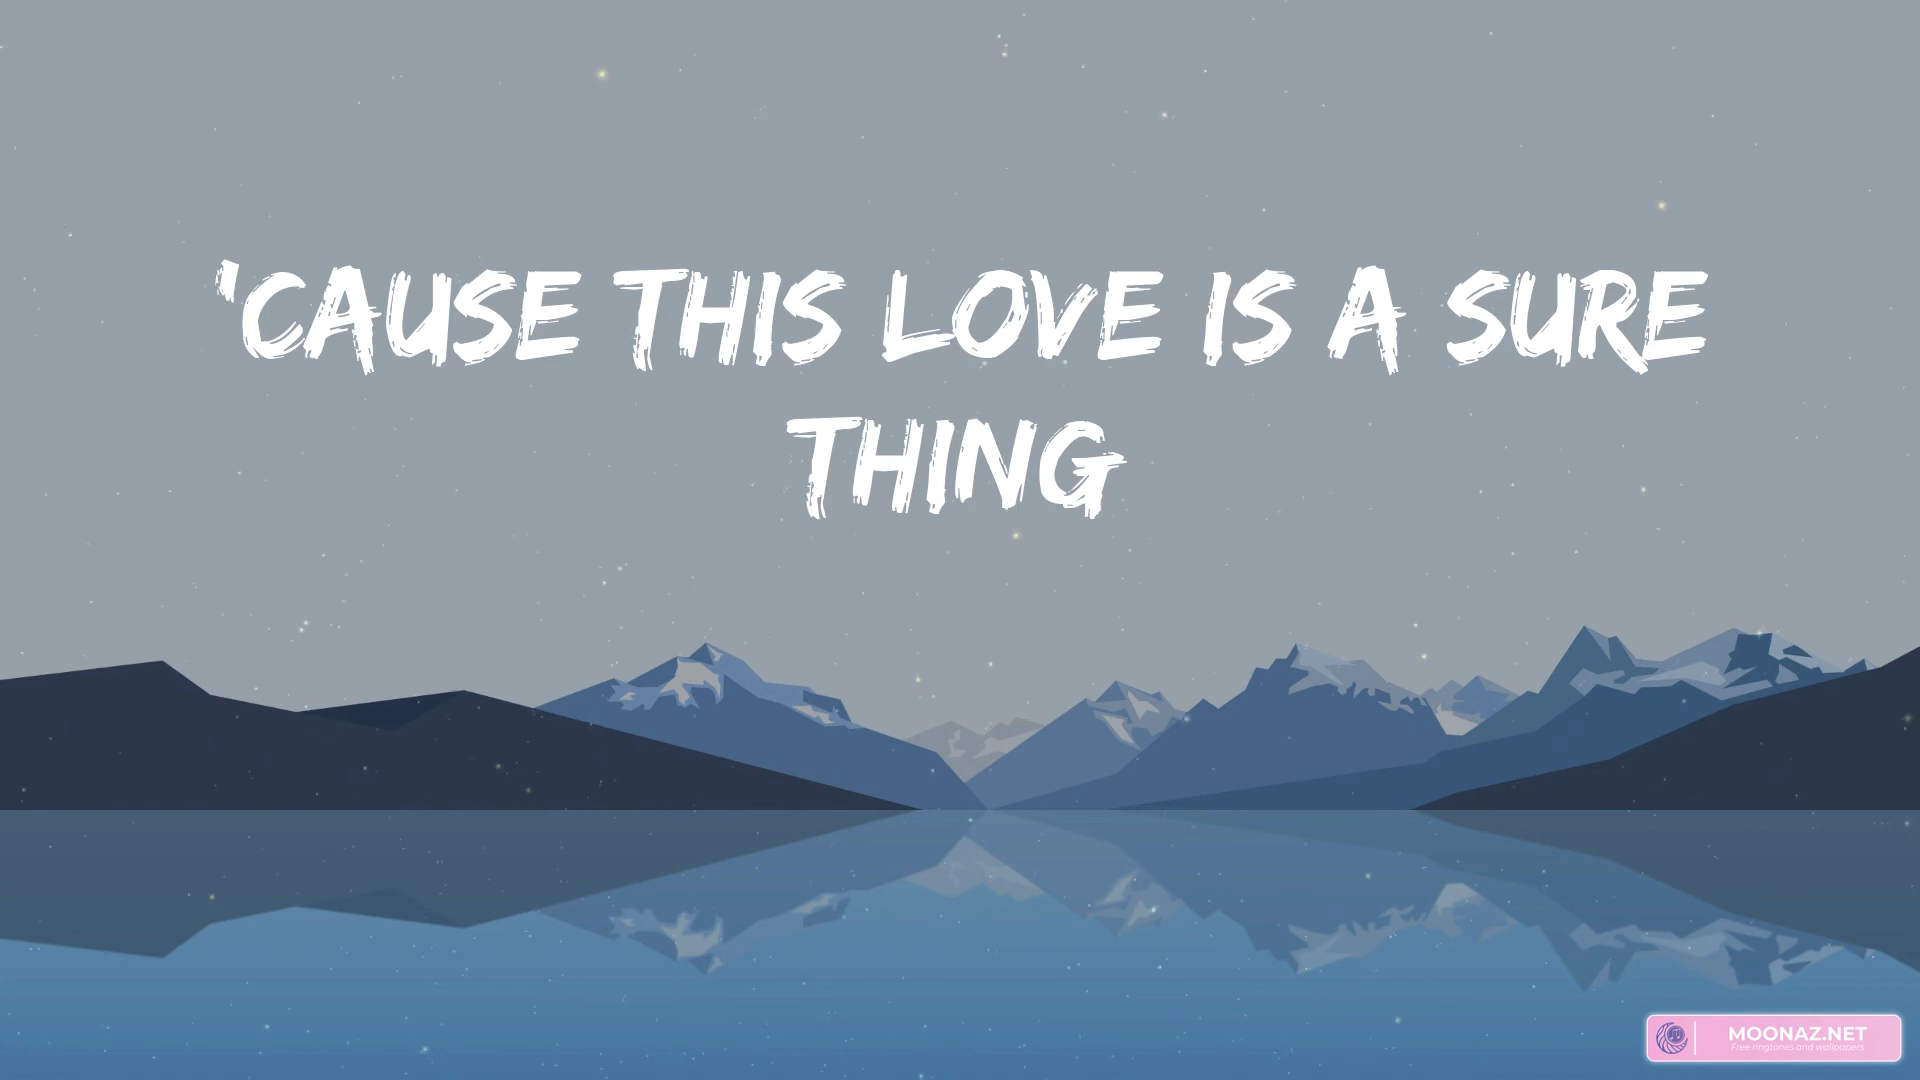 'CAUSE THIS LOVE IS A SURE
THING
MOONAZ.NET
Free ringtones and wallpapers